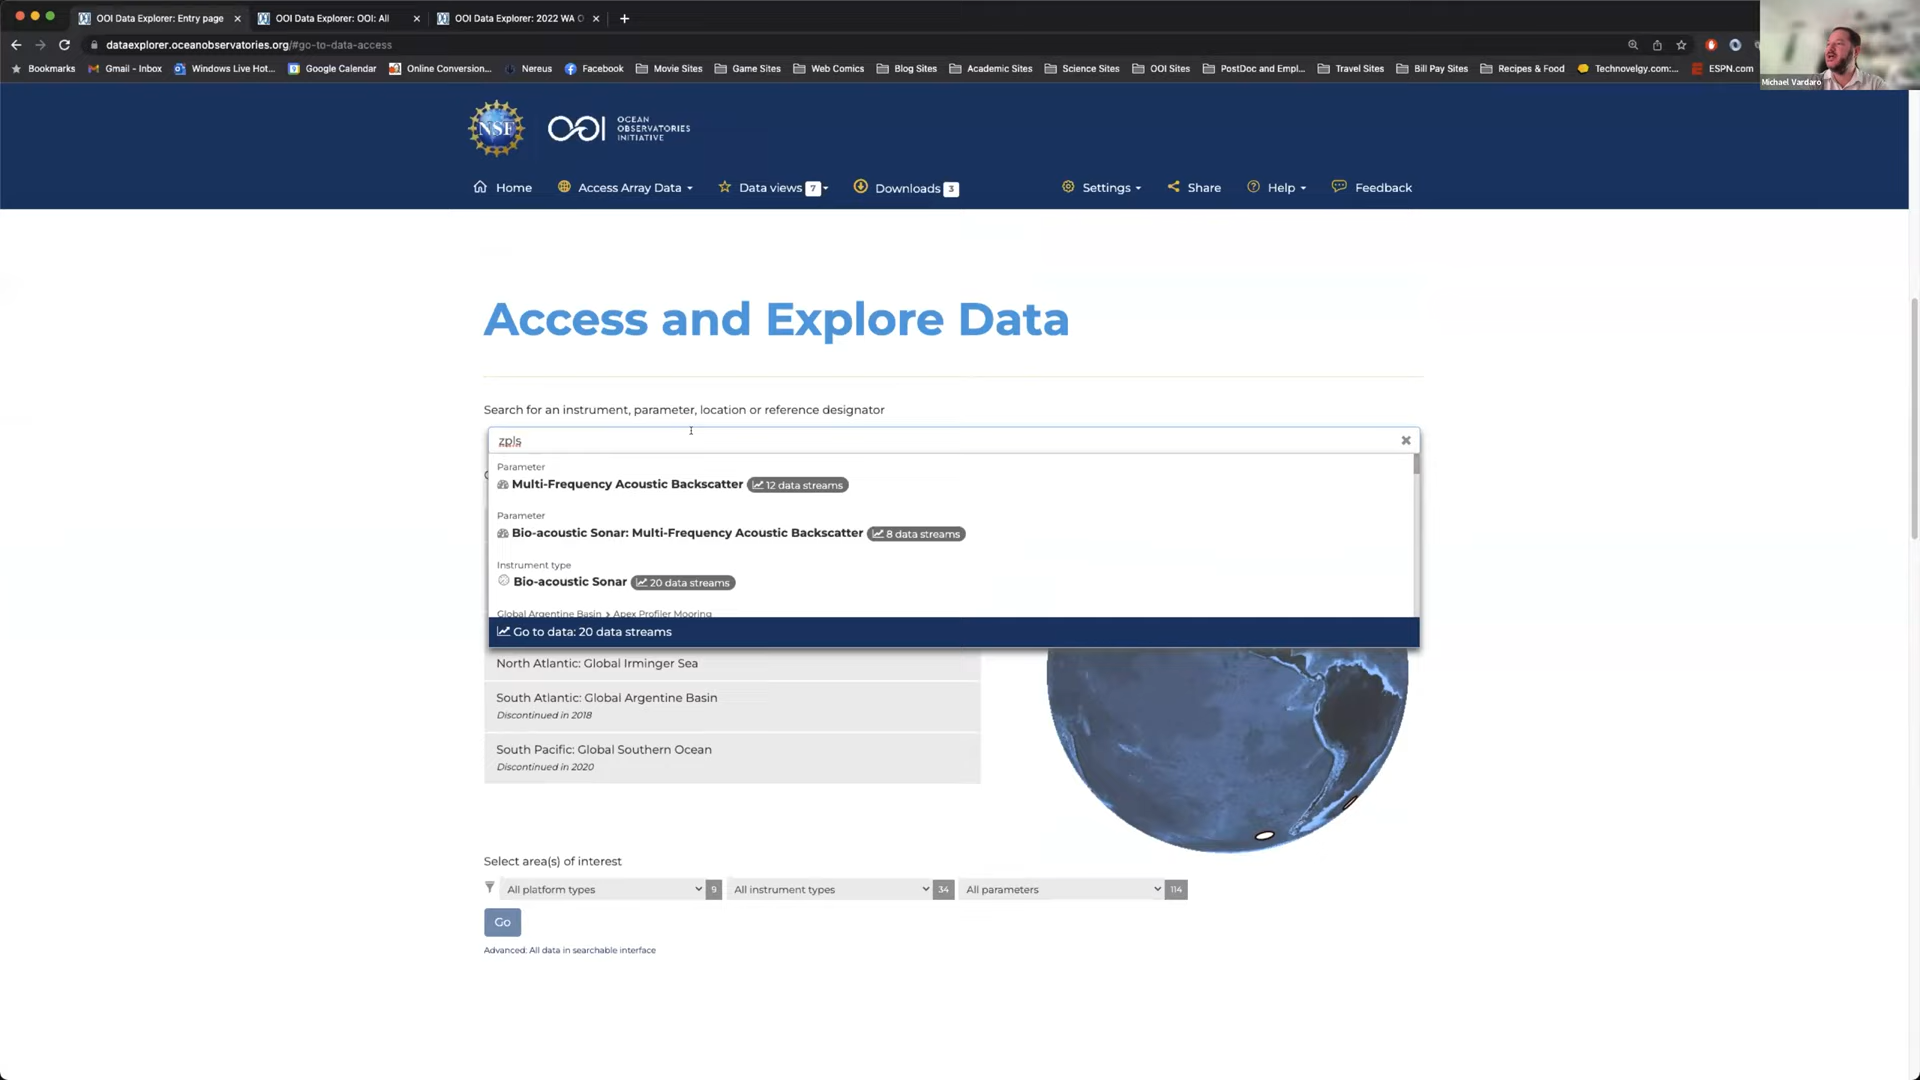 OOI Data Explorer: Entry page
OOI Data Explorer: OOI: All
OOI Data Explorer: 2022 WA
dataexplorer.oceanobservatories.org/#go-to-data-access
Bookmarks Gmail - Inbox Windows Live Hot... Google Calendar Online Conversion... Nereus Facebook Movie Sites Game Sites Web Comics Blog Sites Academic Sites Science Sites OOI Sites PostDoc and Empl... Travel Sites Bill Pay Sites Recipes & Food Technovelgy.com:... ESPN.com
Michael Vardaro
NSF
OOI
OCEAN
OBSERVATORIES
INITIATIVE
Home Access Array Data Data views 7 Downloads 3 Settings Share Help Feedback
Access and Explore Data
Search for an instrument, parameter, location or reference designator
zpls
Parameter
Multi-Frequency Acoustic Backscatter 12 data streams
Parameter
Bio-acoustic Sonar: Multi-Frequency Acoustic Backscatter 8 data streams
Instrument type
Bio-acoustic Sonar 20 data streams
Global Argentine Basin > Apex Profiler Mooring
Go to data: 20 data streams
North Atlantic: Global Irminger Sea
South Atlantic: Global Argentine Basin
Discontinued in 2018
South Pacific: Global Southern Ocean
Discontinued in 2020
Select area(s) of interest
All platform types 9 All instrument types 34 All parameters 114
Go
Advanced: All data in searchable interface